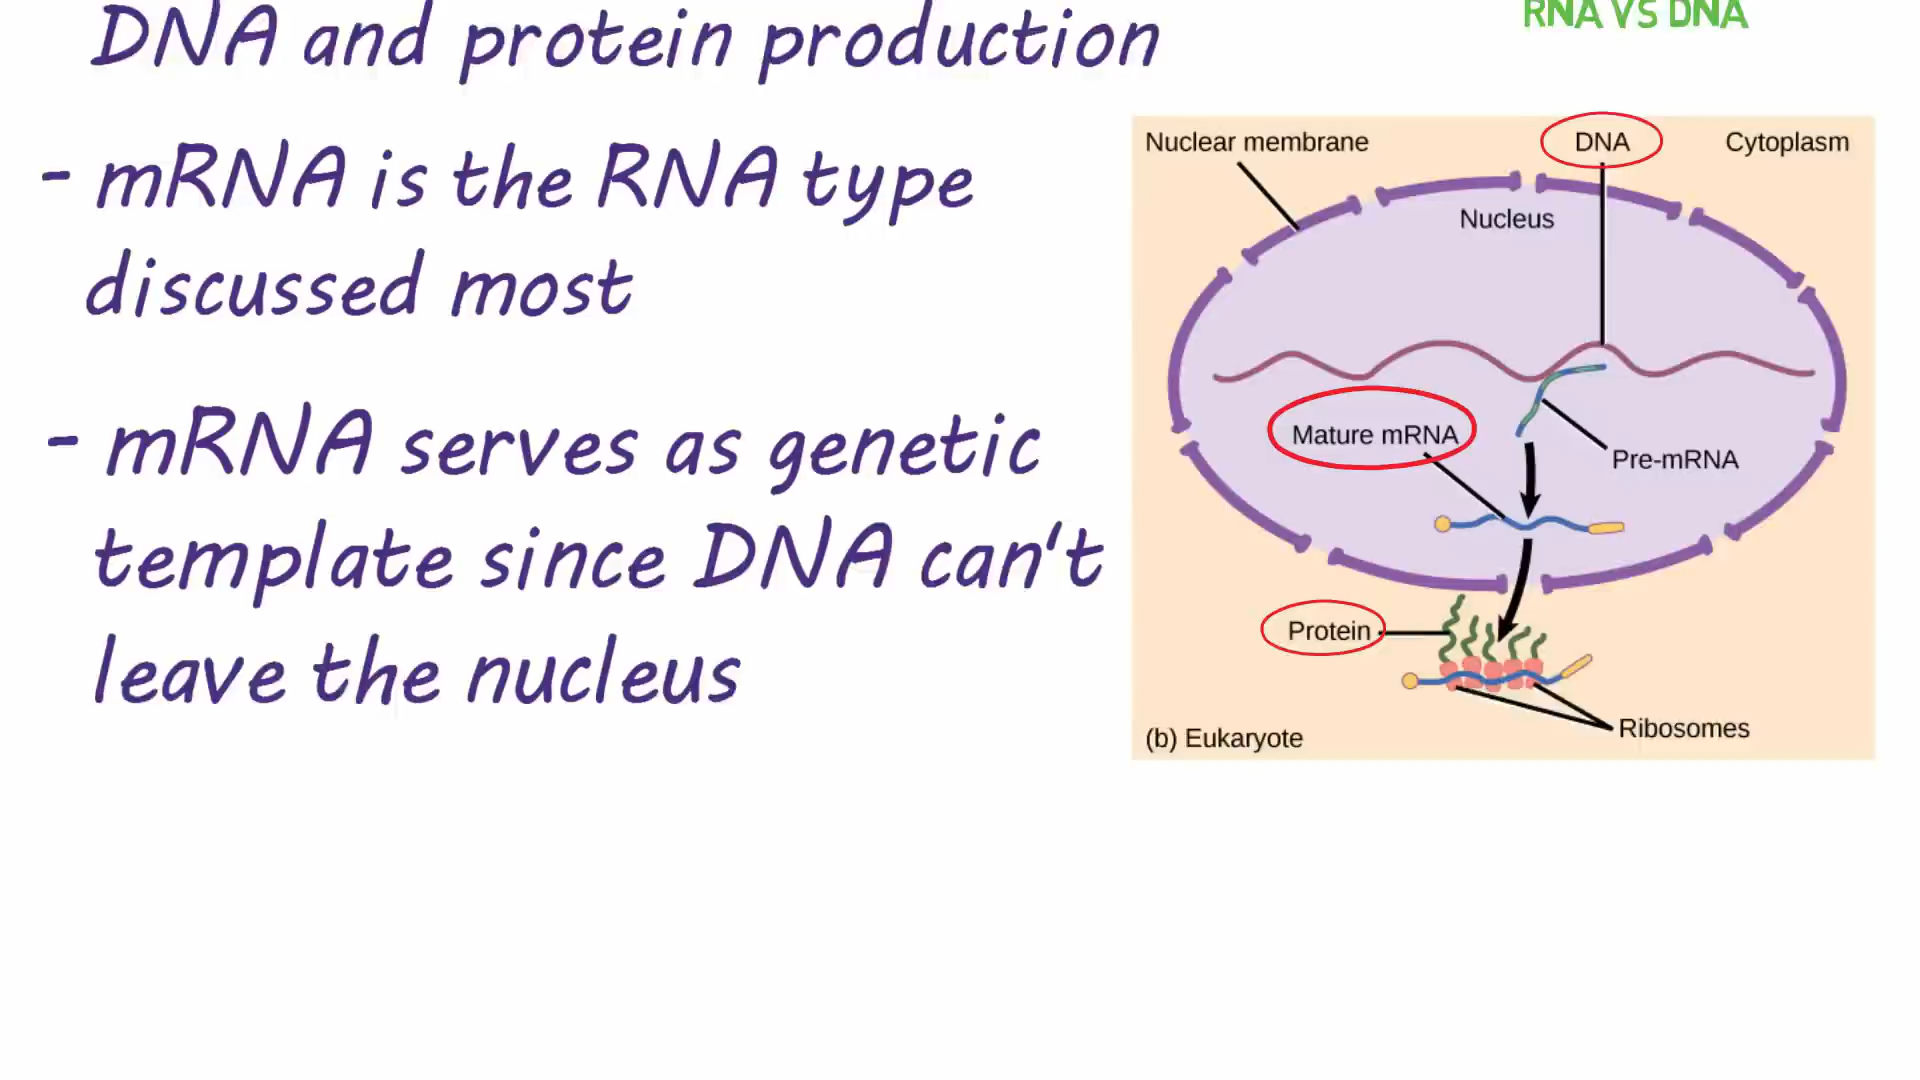 RNA VS DNA
DNA and protein production
- mRNA is the RNA type
discussed most
- mRNA serves as genetic
template since DNA can't
leave the nucleus
Nuclear membrane
DNA
Cytoplasm
Nucleus
Mature mRNA
Pre-mRNA
Protein
Ribosomes
(b) Eukaryote